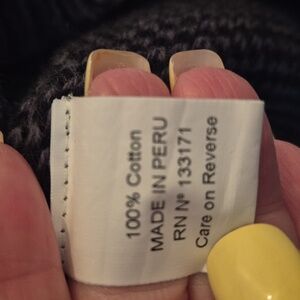 100% Cotton
MADE IN PERU
RN Nº 133171
Care on Reverse